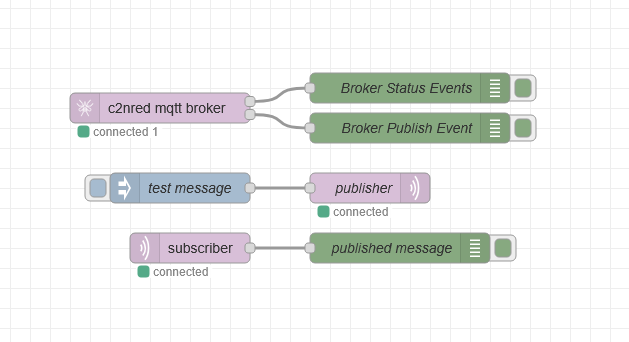 Broker Status Events
c2nred mqtt broker
Broker Publish Event
connected 1
test message
publisher
connected
subscriber
published message
connected